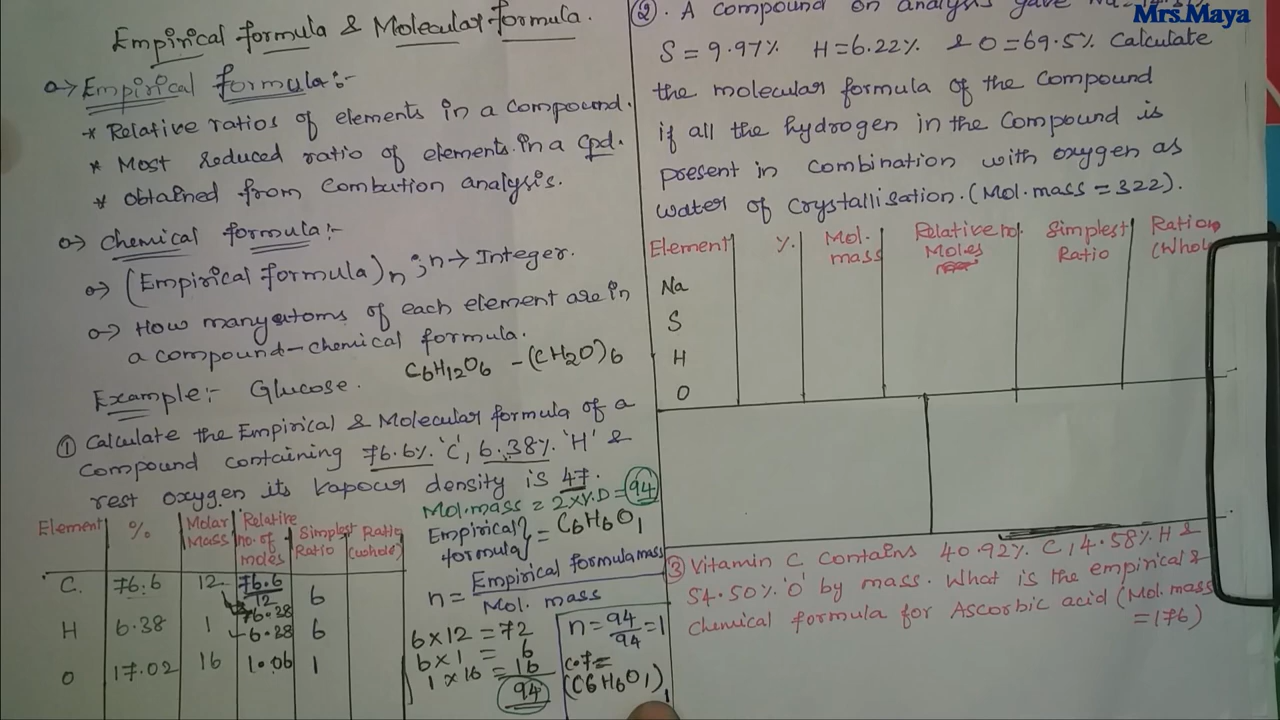 Empirical formula & Molecular formula.
o→ Empirical formula:-
* Relative ratios of elements in a compound.
* Most reduced ratio of elements in a cpd.
* obtained from Combution analysis.
o→ Chemical formula:-
o→ (Empirical formula)n ; n→ Integer.
o→ How many atoms of each element are in
a compound-chemical formula.
Example:- Glucose. C6H12O6 - (CH2O)6
① Calculate the Empirical & Molecular formula of a
Compound containing 76.6% 'C', 6.38% 'H' &
rest oxygen its vapour density is 47.
Mol.mass = 2×V.D = 94
Element % Molar Mass Relative no. of moles Simplest Ratio Ratio (whole)
C. 76.6 12 76.6/12 6
H 6.38 1 6.38 6
O 17.02 16 1.06 1
Empirical formula } = C6H6O1
n = Empirical formula mass / Mol. mass
6 × 12 = 72
6 × 1 = 6
1 × 16 = 16
94
n = 94/94 = 1
(C6H6O1)1
Mrs.Maya
②. A compound on analysis gave Na =
S = 9.97% H = 6.22% & O = 69.5% Calculate
the molecular formula of the Compound
if all the hydrogen in the Compound is
present in Combination with oxygen as
water of Crystallisation. (Mol. mass = 322).
Element % Mol. mass Relative no. Moles Simplest Ratio Ration (Whole
Na
S
H
O
③ Vitamin C Contains 40.92% C, 4.58% H &
54.50% 'O' by mass. What is the empirical &
chemical formula for Ascorbic acid (Mol. mass
= 176)